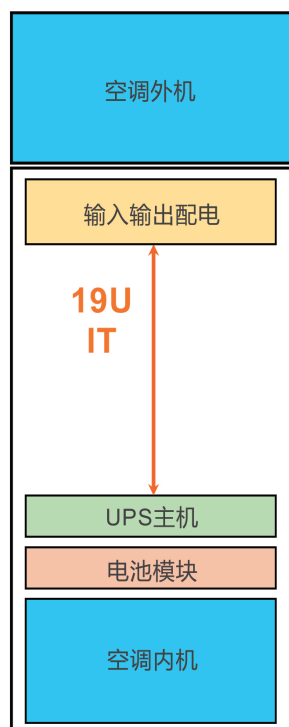 空调外机
输入输出配电
19U
IT
UPS主机
电池模块
空调内机